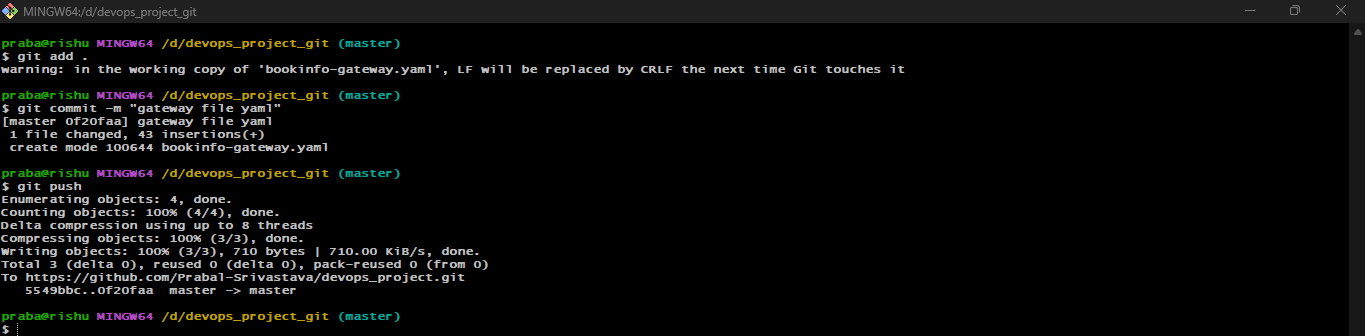 MINGW64:/d/devops_project_git
praba@rishu MINGW64 /d/devops_project_git (master)
$ git add .
warning: in the working copy of 'bookinfo-gateway.yaml', LF will be replaced by CRLF the next time Git touches it
praba@rishu MINGW64 /d/devops_project_git (master)
$ git commit -m "gateway file yaml"
[master 0f20faa] gateway file yaml
 1 file changed, 43 insertions(+)
 create mode 100644 bookinfo-gateway.yaml
praba@rishu MINGW64 /d/devops_project_git (master)
$ git push
Enumerating objects: 4, done.
Counting objects: 100% (4/4), done.
Delta compression using up to 8 threads
Compressing objects: 100% (3/3), done.
Writing objects: 100% (3/3), 710 bytes | 710.00 KiB/s, done.
Total 3 (delta 0), reused 0 (delta 0), pack-reused 0 (from 0)
To https://github.com/Prabal-Srivastava/devops_project.git
   5549bbc..0f20faa  master -> master
praba@rishu MINGW64 /d/devops_project_git (master)
$